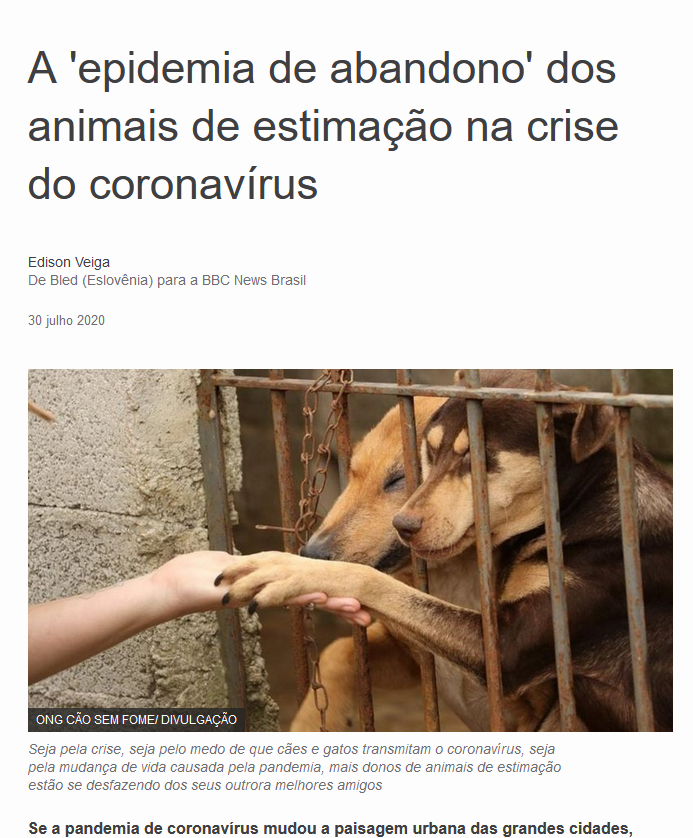 A 'epidemia de abandono' dos
animais de estimação na crise
do coronavírus
Edison Veiga
De Bled (Eslovênia) para a BBC News Brasil
30 julho 2020
ONG CÃO SEM FOME/ DIVULGAÇÃO
Seja pela crise, seja pelo medo de que cães e gatos transmitam o coronavírus, seja
pela mudança de vida causada pela pandemia, mais donos de animais de estimação
estão se desfazendo dos seus outrora melhores amigos
Se a pandemia de coronavírus mudou a paisagem urbana das grandes cidades,